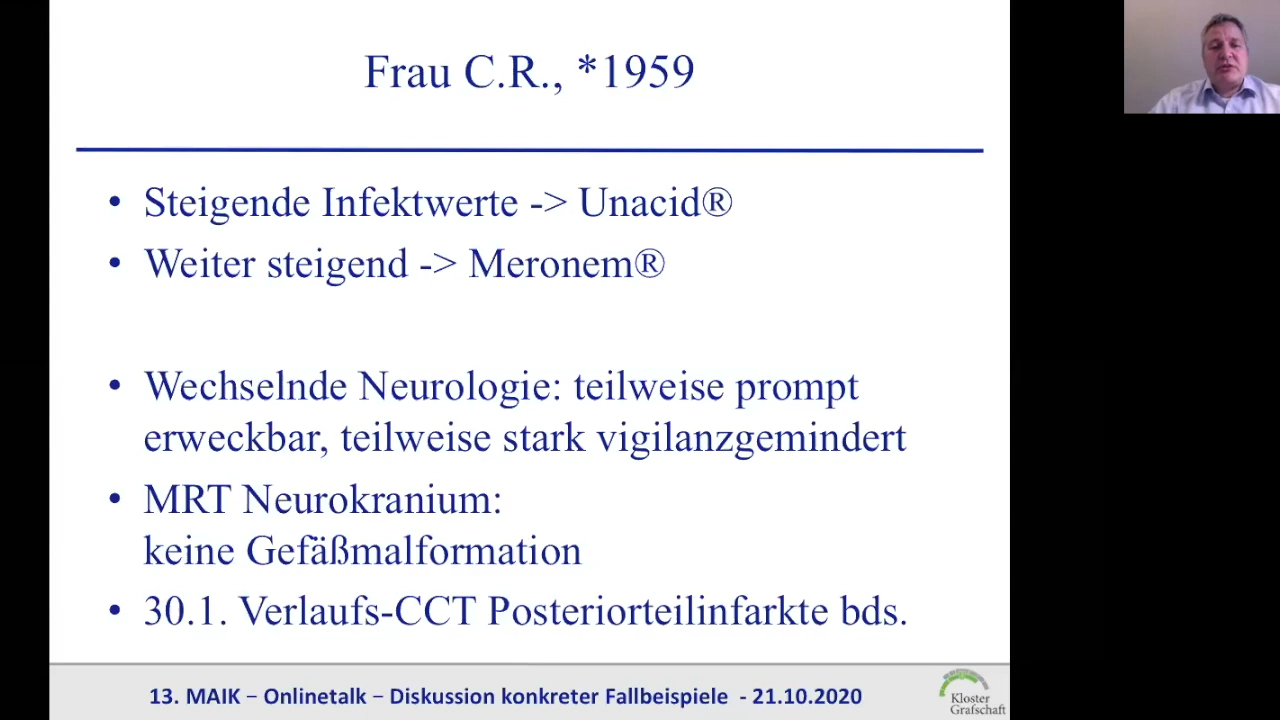 Frau C.R., *1959
• Steigende Infektwerte -> Unacid®
• Weiter steigend -> Meronem®
• Wechselnde Neurologie: teilweise prompt
erweckbar, teilweise stark vigilanzgemindert
• MRT Neurokranium:
keine Gefäßmalformation
• 30.1. Verlaufs-CCT Posteriorteilinfarkte bds.
13. MAIK – Onlinetalk – Diskussion konkreter Fallbeispiele - 21.10.2020
Kloster
Grafschaft